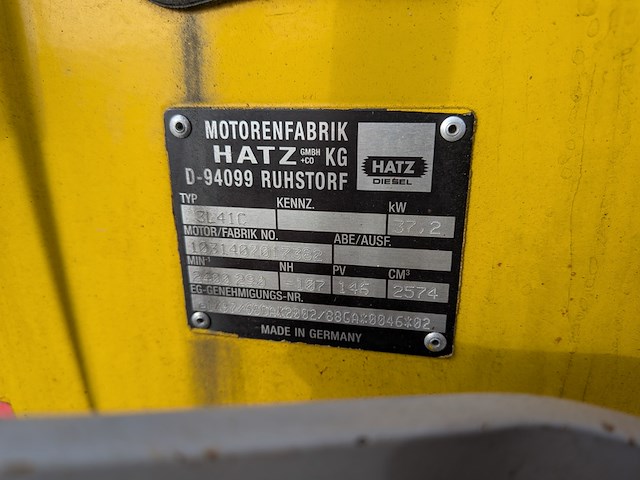 MOTORENFABRIK
HATZ GMBH +CO KG
D-94099 RUHSTORF
HATZ
DIESEL
TYP KENNZ. kW
3L41C 37,2
MOTOR/FABRIK NO. ABE/AUSF.
MIN-1 NH PV CM³
-107 146 2574
EG-GENEHMIGUNGS-NR.
MADE IN GERMANY